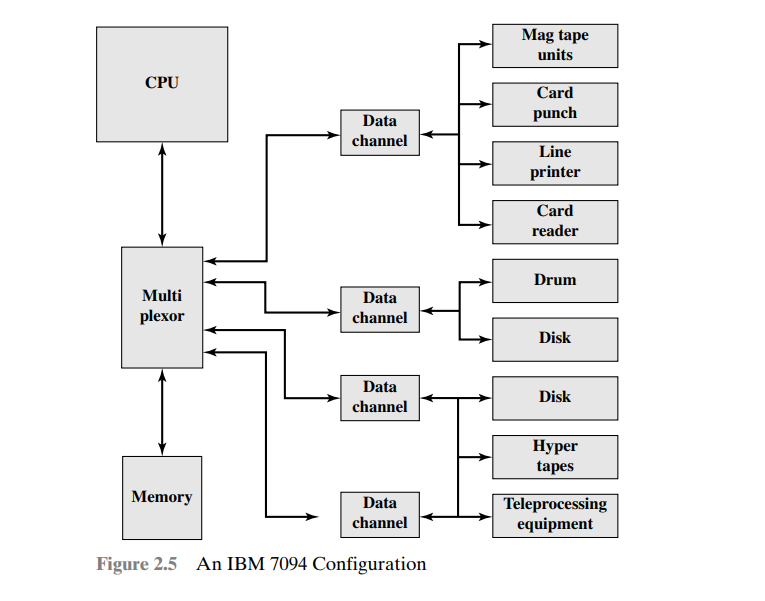 CPU
Multi
plexor
Memory
Data
channel
Data
channel
Data
channel
Data
channel
Mag tape
units
Card
punch
Line
printer
Card
reader
Drum
Disk
Disk
Hyper
tapes
Teleprocessing
equipment
Figure 2.5 An IBM 7094 Configuration